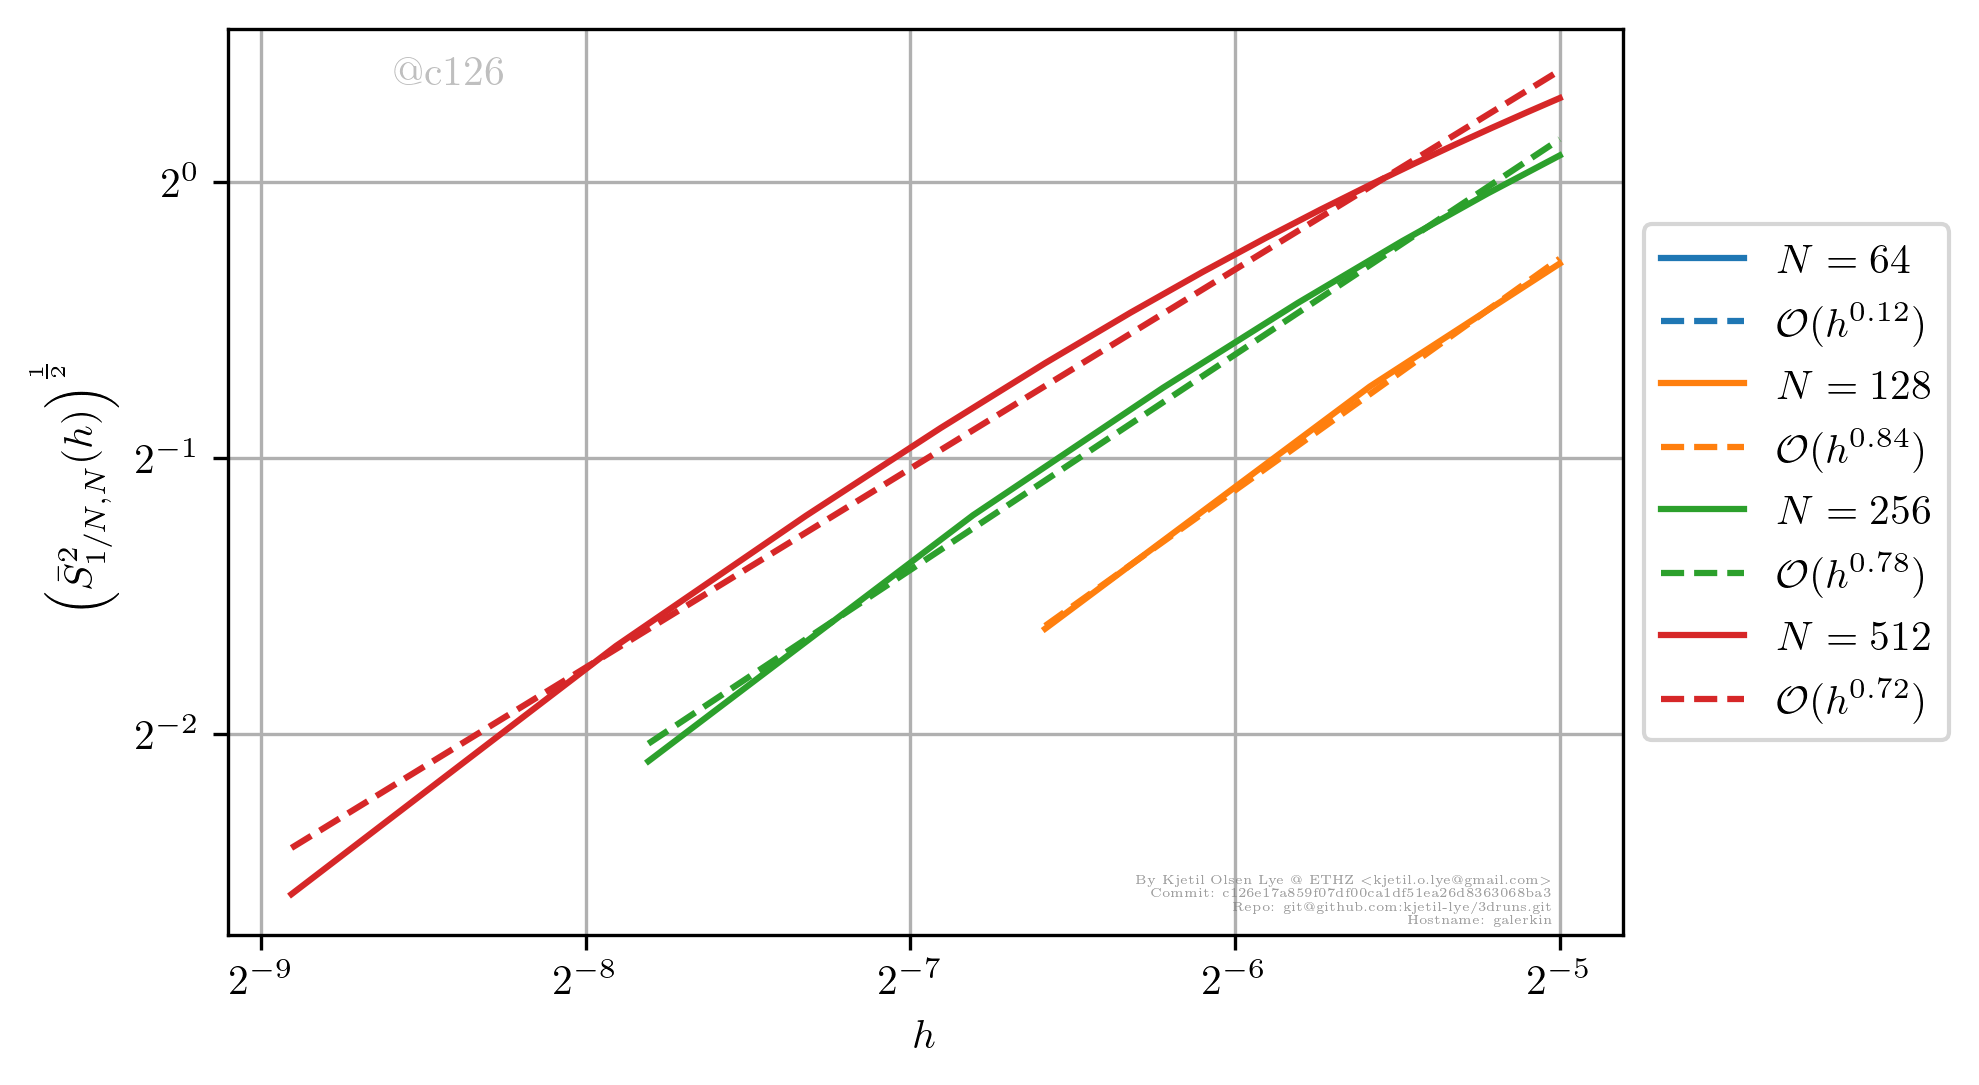 @c126
2^0
2^{-1}
2^{-2}
2^{-9}
2^{-8}
2^{-7}
2^{-6}
2^{-5}
h
(\bar{S}^2_{1/N,N}(h))^{\frac{1}{2}}
N = 64
𝒪(h^{0.12})
N = 128
𝒪(h^{0.84})
N = 256
𝒪(h^{0.78})
N = 512
𝒪(h^{0.72})
By Kjetil Olsen Lye @ ETHZ <kjetil.o.lye@gmail.com>
Commit: c126e17a859f07df00ca1df51ea26d8363068ba3
Repo: git@github.com:kjetil-lye/3druns.git
Hostname: galerkin